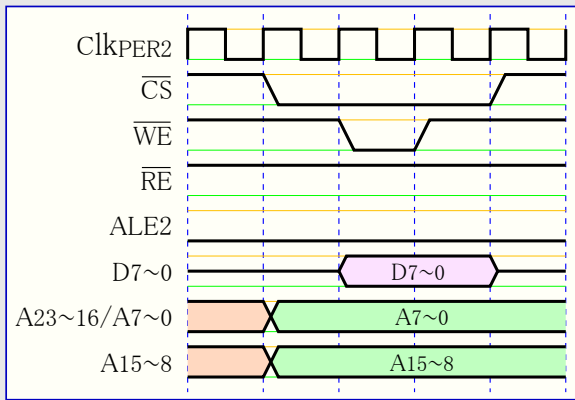 ClkPER2
CS
WE
RE
ALE2
D7~0 D7~0
A23~16/A7~0 A7~0
A15~8 A15~8